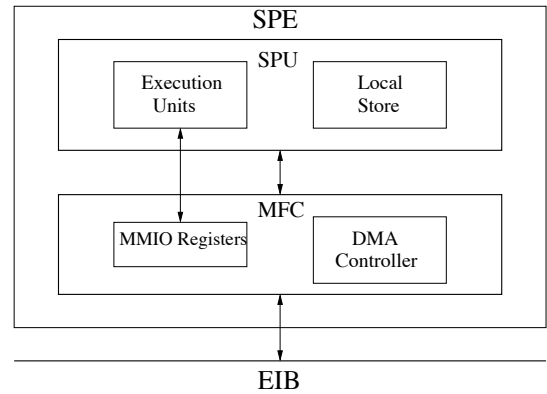 SPE
SPU
Execution
Units
Local
Store
MFC
MMIO Registers
DMA
Controller
EIB